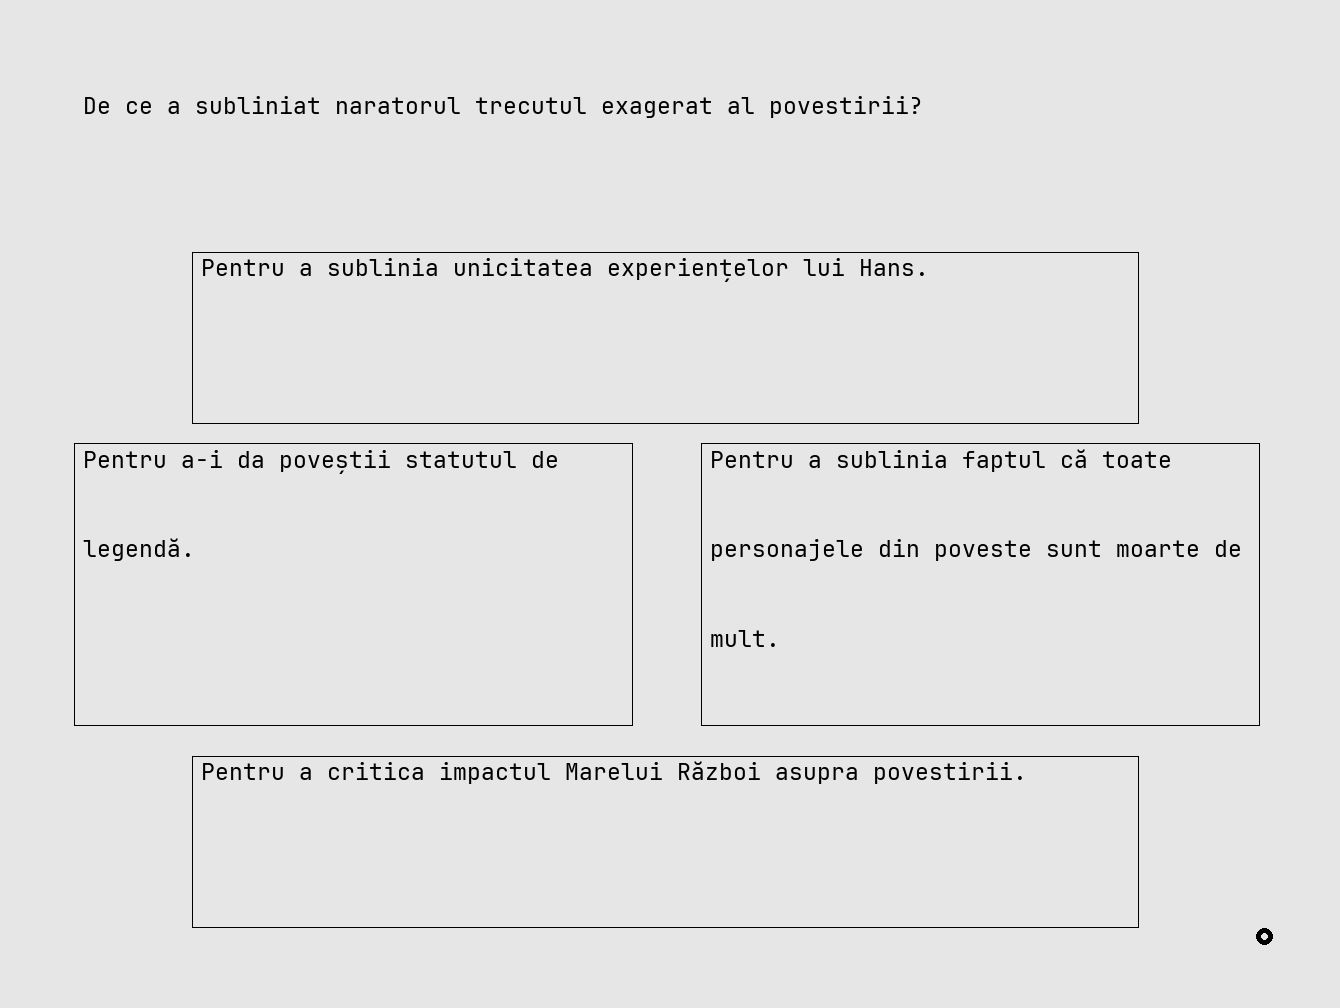 De ce a subliniat naratorul trecutul exagerat al povestirii?
Pentru a sublinia unicitatea experiențelor lui Hans.
Pentru a-i da poveștii statutul de
legendă.
Pentru a sublinia faptul că toate
personajele din poveste sunt moarte de
mult.
Pentru a critica impactul Marelui Război asupra povestirii.